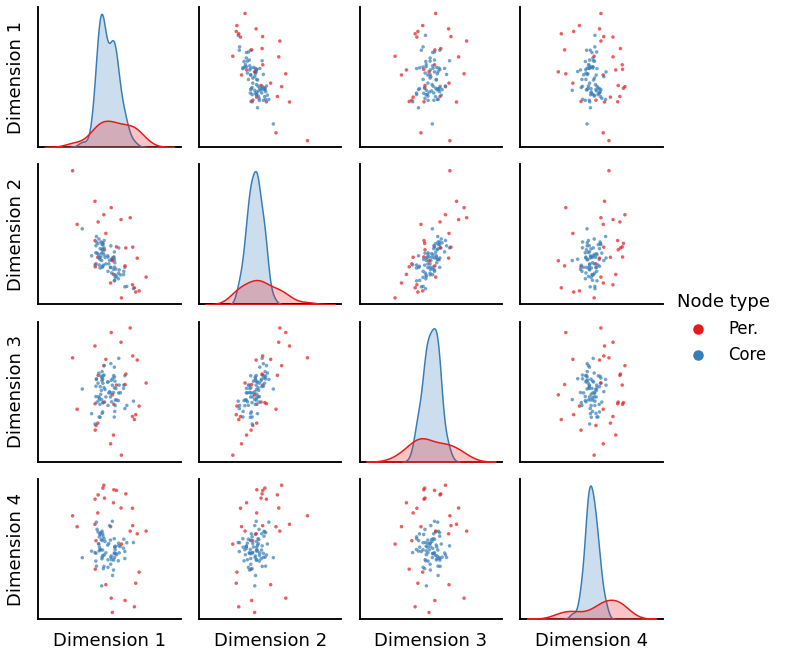 Dimension 1
Dimension 2
Node type
Per.
Core
Dimension 3
Dimension 4
Dimension 1
Dimension 2
Dimension 3
Dimension 4